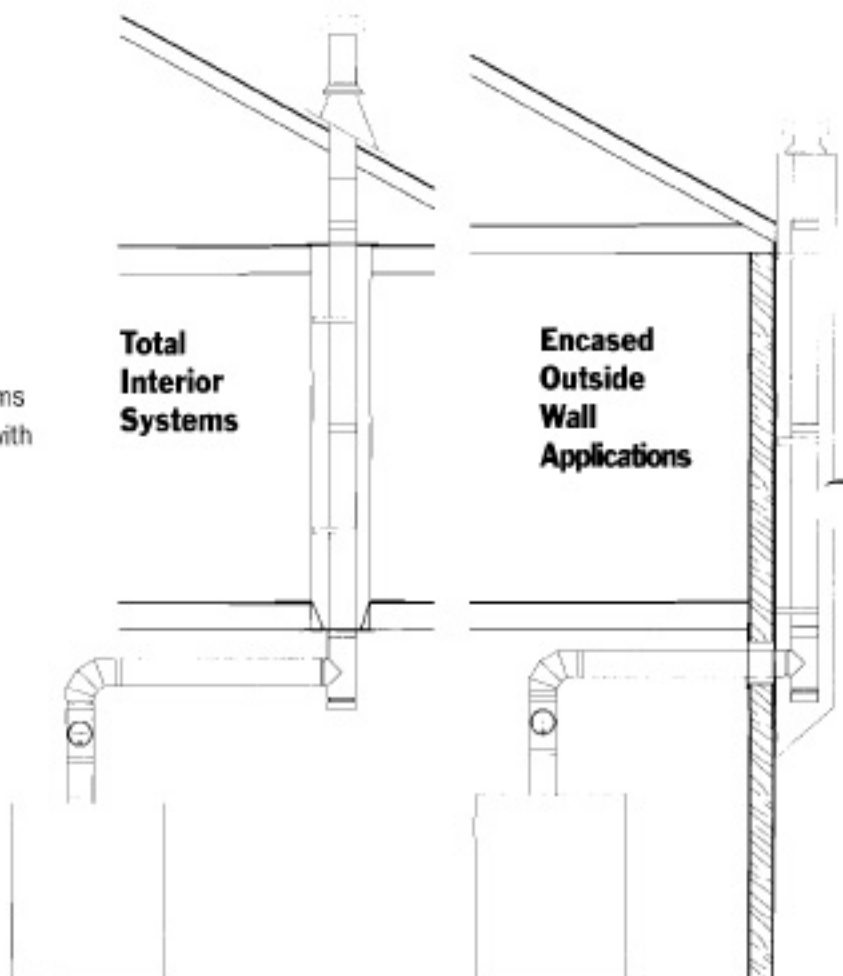 Total
Interior
Systems
Encased
Outside
Wall
Applications